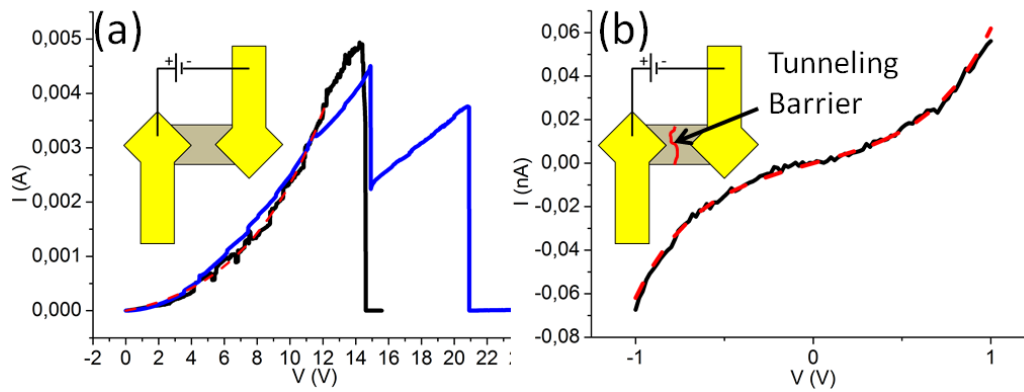 (a)
0,005
0,004
0,003
0,002
0,001
0,000
I (A)
+ -
-2 0 2 4 6 8 10 12 14 16 18 20 22
V (V)
(b)
0,06
0,04
0,02
0,00
-0,02
-0,04
-0,06
-0,08
I (nA)
+ -
Tunneling
Barrier
-1 0 1
V (V)